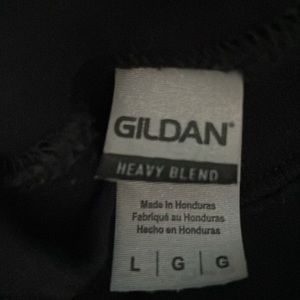 GILDAN®
HEAVY BLEND
Made in Honduras
Fabriqué au Honduras
Hecho en Honduras
L | G | G